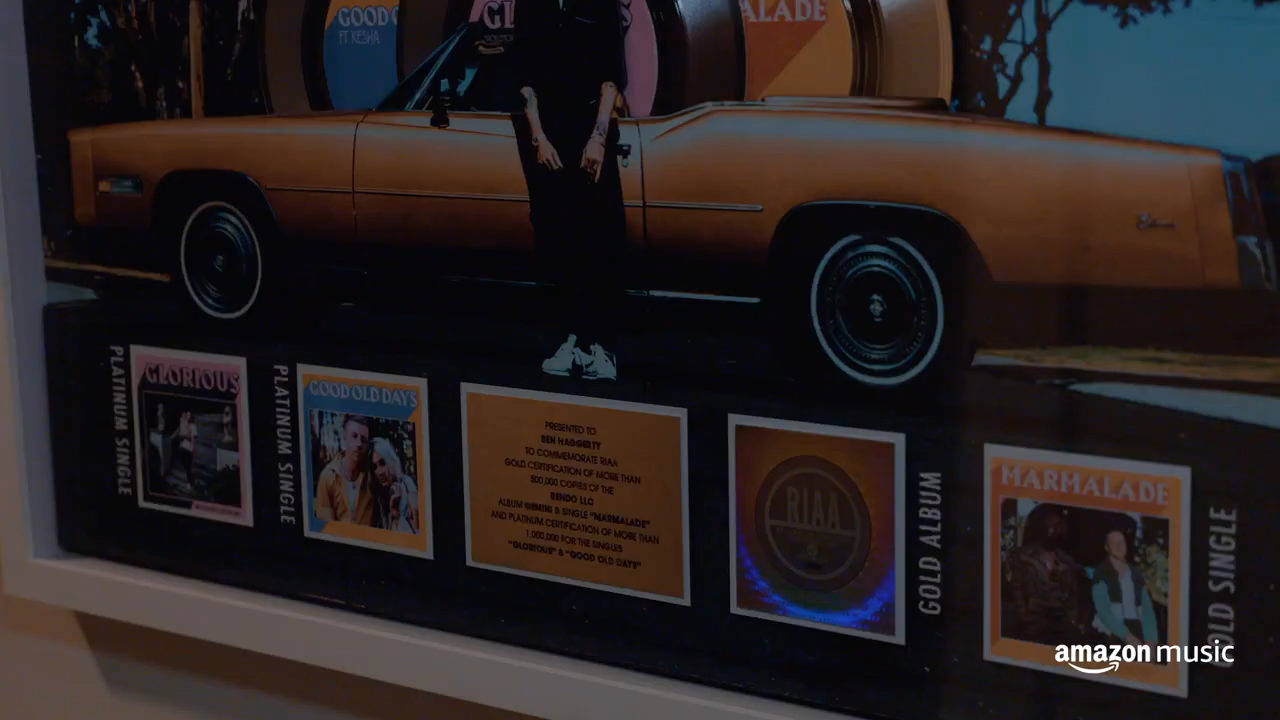 GOOD
FT KESHA
GL
S
ALADE
PLATINUM SINGLE
GLORIOUS
PLATINUM SINGLE
GOOD OLD DAYS
PRESENTED TO
BEN HAGGERTY
TO COMMEMORATE RIAA
GOLD CERTIFICATION OF MORE THAN
500,000 COPIES OF THE
BENDO LLC
ALBUM GEMINI & SINGLE "MARMALADE"
AND PLATINUM CERTIFICATION OF MORE THAN
1,000,000 FOR THE SINGLES
"GLORIOUS" & "GOOD OLD DAYS"
RIAA
GOLD ALBUM
MARMALADE
GOLD SINGLE
amazon music